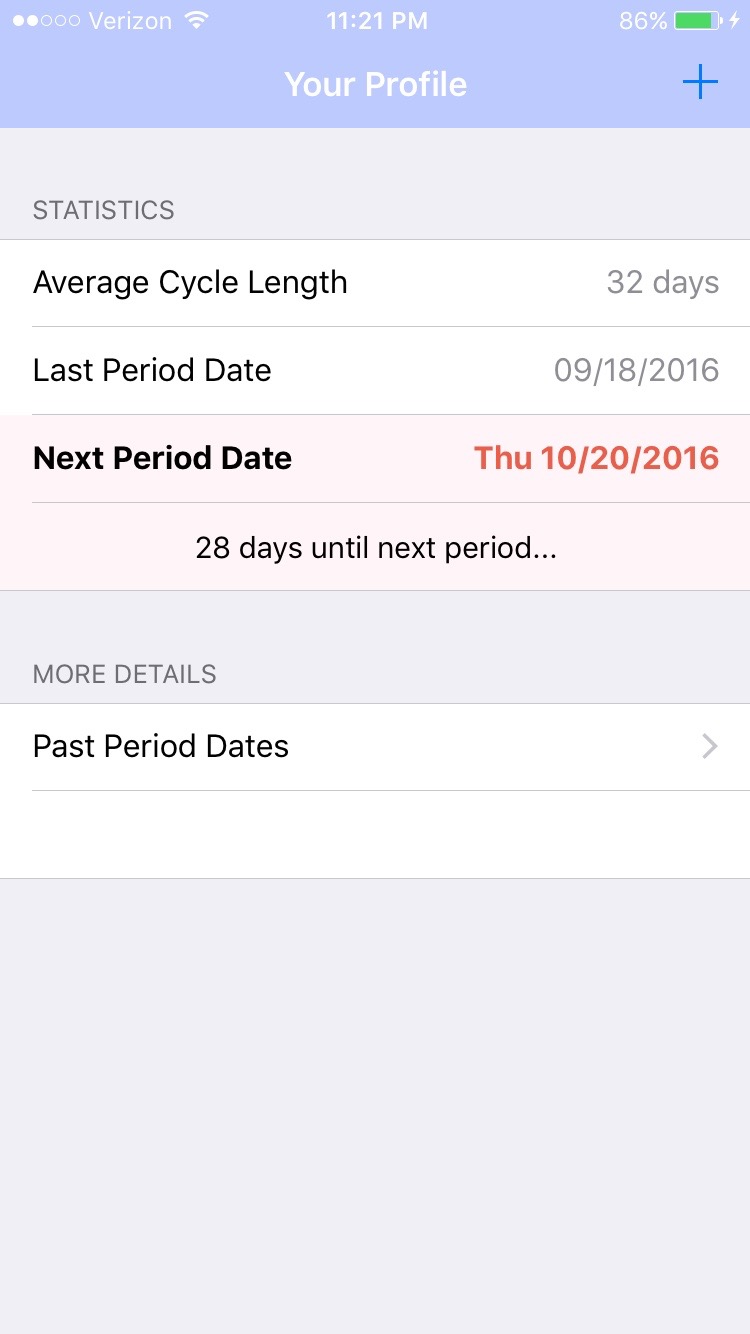 Verizon 11:21 PM 86%
Your Profile
STATISTICS
Average Cycle Length 32 days
Last Period Date 09/18/2016
Next Period Date Thu 10/20/2016
28 days until next period...
MORE DETAILS
Past Period Dates